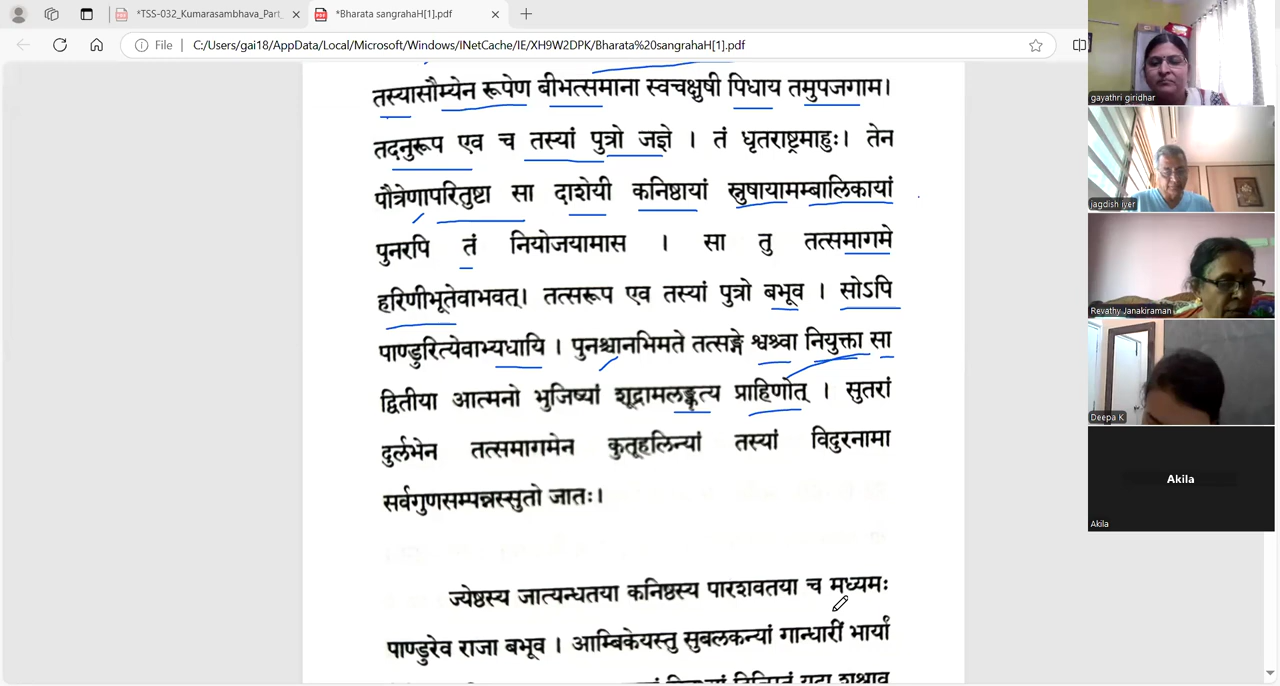 *TSS-032_Kumarasambhava_Part_
*Bharata sangrahaH[1].pdf
File
C:/Users/gai18/AppData/Local/Microsoft/Windows/INetCache/IE/XH9W2DPK/Bharata%20sangrahaH[1].pdf
तस्यासौम्येन रूपेण बीभत्समाना स्वचक्षुषी पिधाय तमुपजगाम।
तदनुरूप एव च तस्यां पुत्रो जज्ञे । तं धृतराष्ट्रमाहुः। तेन
पौत्रेणापरितुष्टा सा दाशेयी कनिष्ठायां स्नुषायामम्बालिकायां
पुनरपि तं नियोजयामास । सा तु तत्समागमे
हरिणीभूतेवाभवत्। तत्सरूप एव तस्यां पुत्रो बभूव । सोऽपि
पाण्डुरित्येवाभ्यधायि । पुनश्चानभिमते तत्सङ्गे श्वश्र्वा नियुक्ता सा
द्वितीया आत्मनो भुजिष्यां शूद्रामलङ्कृत्य प्राहिणोत् । सुतरां
दुर्लभेन तत्समागमेन कुतूहलिन्यां तस्यां विदुरनामा
सर्वगुणसम्पन्नस्सुतो जातः।
ज्येष्ठस्य जात्यन्धतया कनिष्ठस्य पारशवतया च मध्यमः
पाण्डुरेव राजा बभूव । आम्बिकेयस्तु सुबलकन्यां गान्धारीं भार्यां
gayathri giridhar
jagdish iyer
Revathy Janakiraman
Deepa K
Akila
Akila